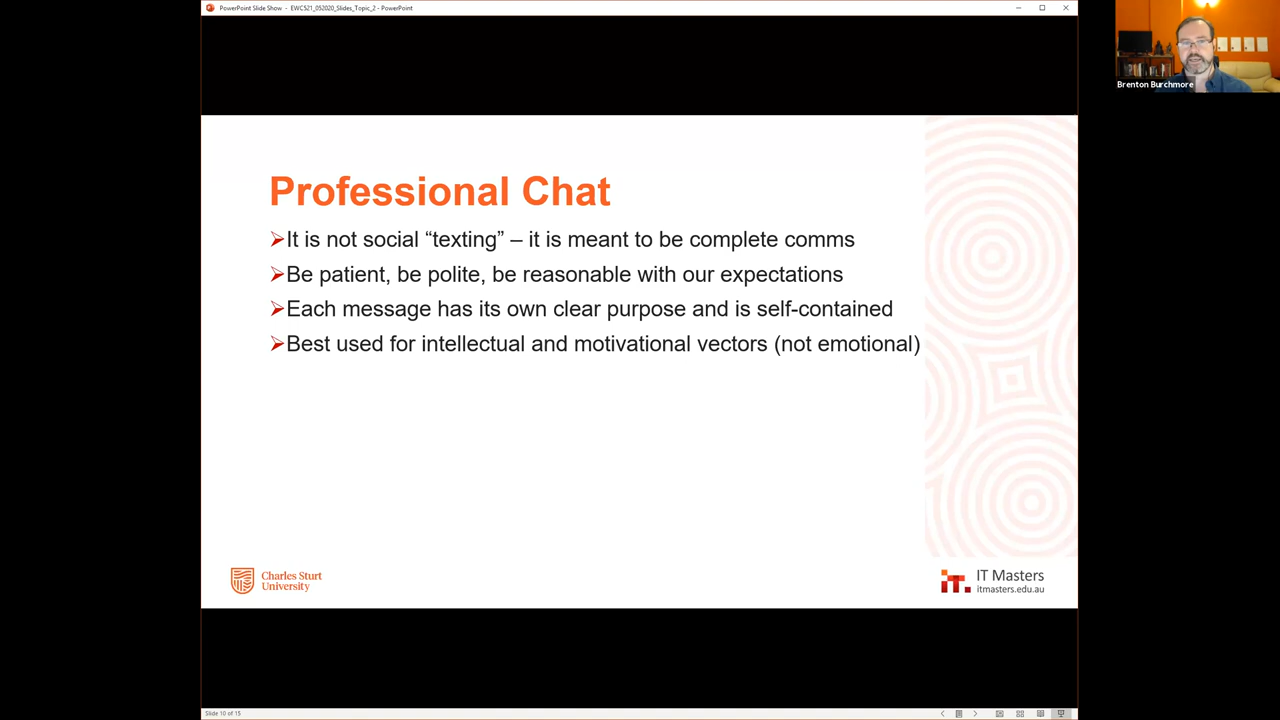 PowerPoint Slide Show - EWC521_052020_Slides_Topic_2 - PowerPoint
Brenton Burchmore
Professional Chat
➢It is not social “texting” – it is meant to be complete comms
➢Be patient, be polite, be reasonable with our expectations
➢Each message has its own clear purpose and is self-contained
➢Best used for intellectual and motivational vectors (not emotional)
Charles Sturt
University
IT Masters
itmasters.edu.au
Slide 10 of 15